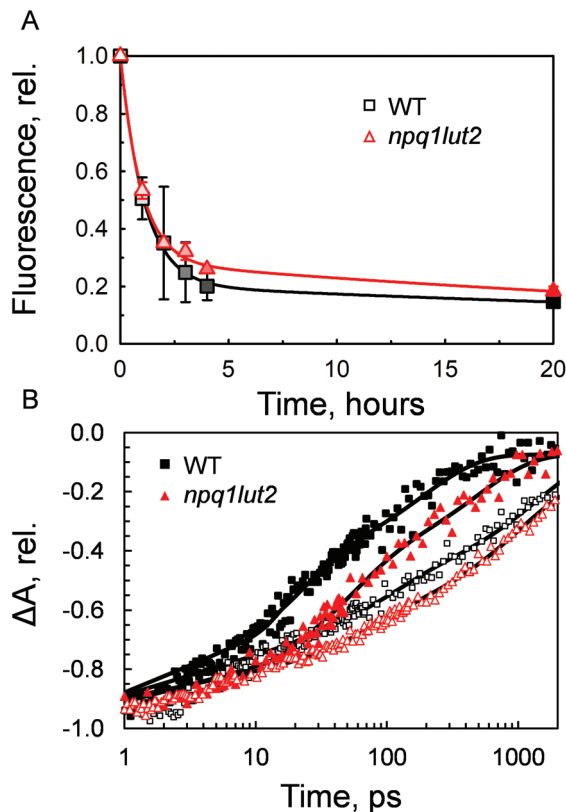 A
Fluorescence, rel.
1.0
0.8
0.6
0.4
0.2
0.0
WT
npq1lut2
0
5
10
15
20
Time, hours
B
ΔA, rel.
0.0
-0.2
-0.4
-0.6
-0.8
-1.0
WT
npq1lut2
1
10
100
1000
Time, ps